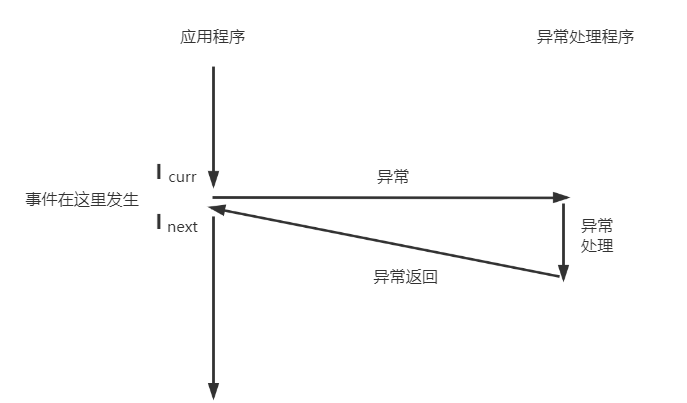 应用程序
异常处理程序
I curr
异常
事件在这里发生
I next
异常
处理
异常返回